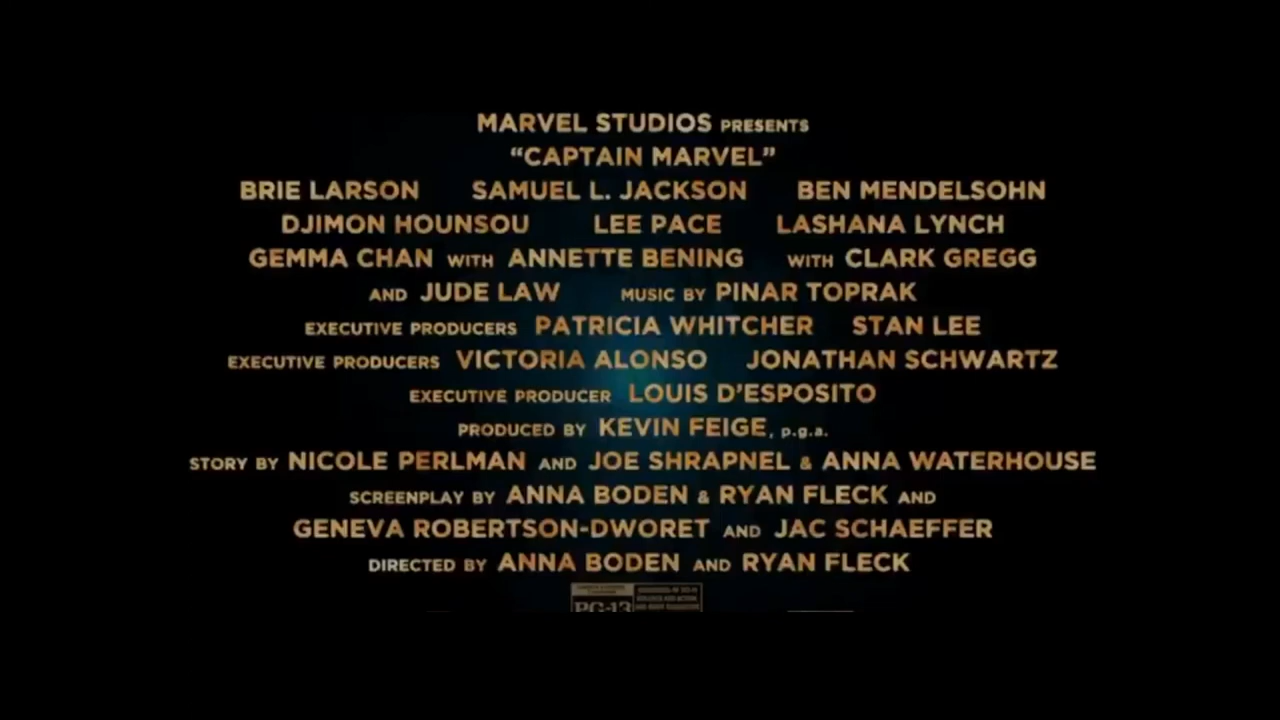 MARVEL STUDIOS PRESENTS
“CAPTAIN MARVEL”
BRIE LARSON SAMUEL L. JACKSON BEN MENDELSOHN
DJIMON HOUNSOU LEE PACE LASHANA LYNCH
GEMMA CHAN WITH ANNETTE BENING WITH CLARK GREGG
AND JUDE LAW MUSIC BY PINAR TOPRAK
EXECUTIVE PRODUCERS PATRICIA WHITCHER STAN LEE
EXECUTIVE PRODUCERS VICTORIA ALONSO JONATHAN SCHWARTZ
EXECUTIVE PRODUCER LOUIS D’ESPOSITO
PRODUCED BY KEVIN FEIGE, p.g.a.
STORY BY NICOLE PERLMAN AND JOE SHRAPNEL & ANNA WATERHOUSE
SCREENPLAY BY ANNA BODEN & RYAN FLECK AND
GENEVA ROBERTSON-DWORET AND JAC SCHAEFFER
DIRECTED BY ANNA BODEN AND RYAN FLECK
PG-13